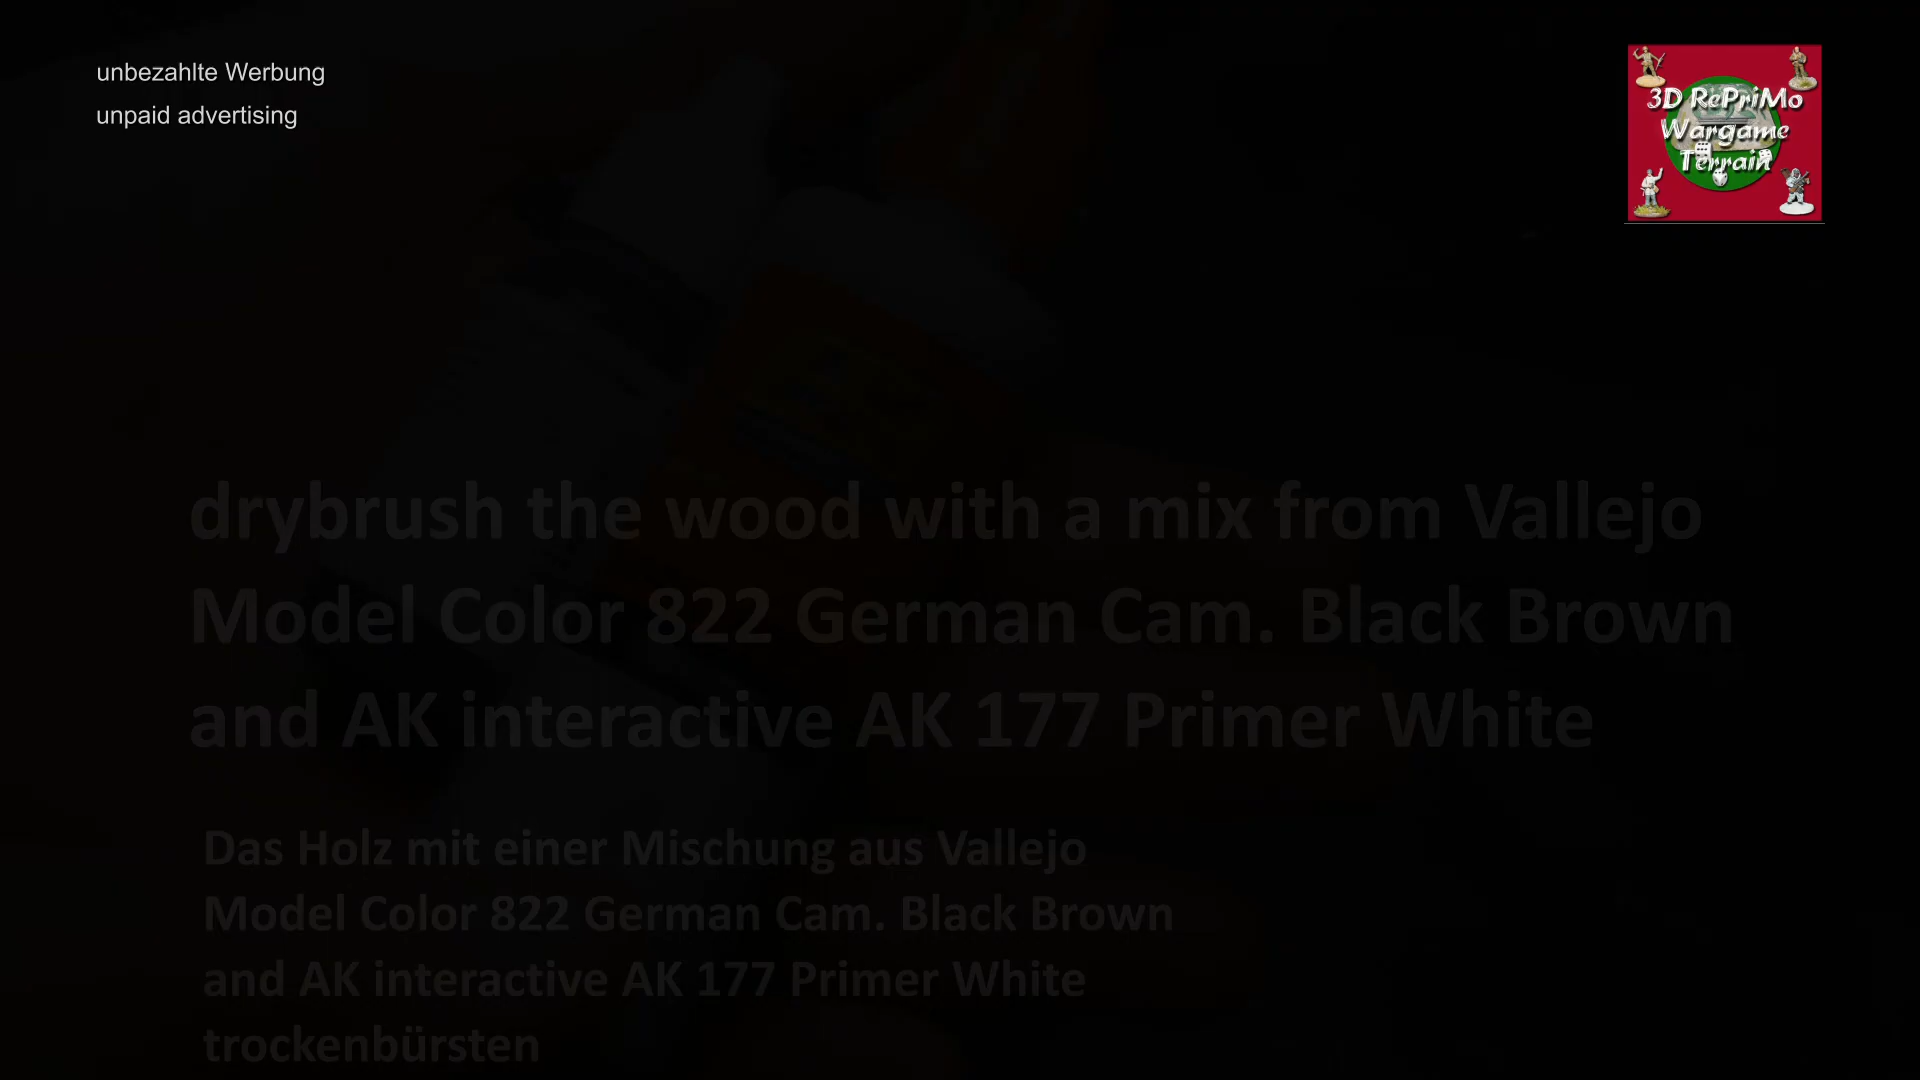 unbezahlte Werbung
unpaid advertising
3D RePriMo
Wargame
Terrain
drybrush the wood with a mix from Vallejo
Model Color 822 German Cam. Black Brown
and AK interactive AK 177 Primer White
Das Holz mit einer Mischung aus Vallejo
Model Color 822 German Cam. Black Brown
and AK interactive AK 177 Primer White
trockenbürsten